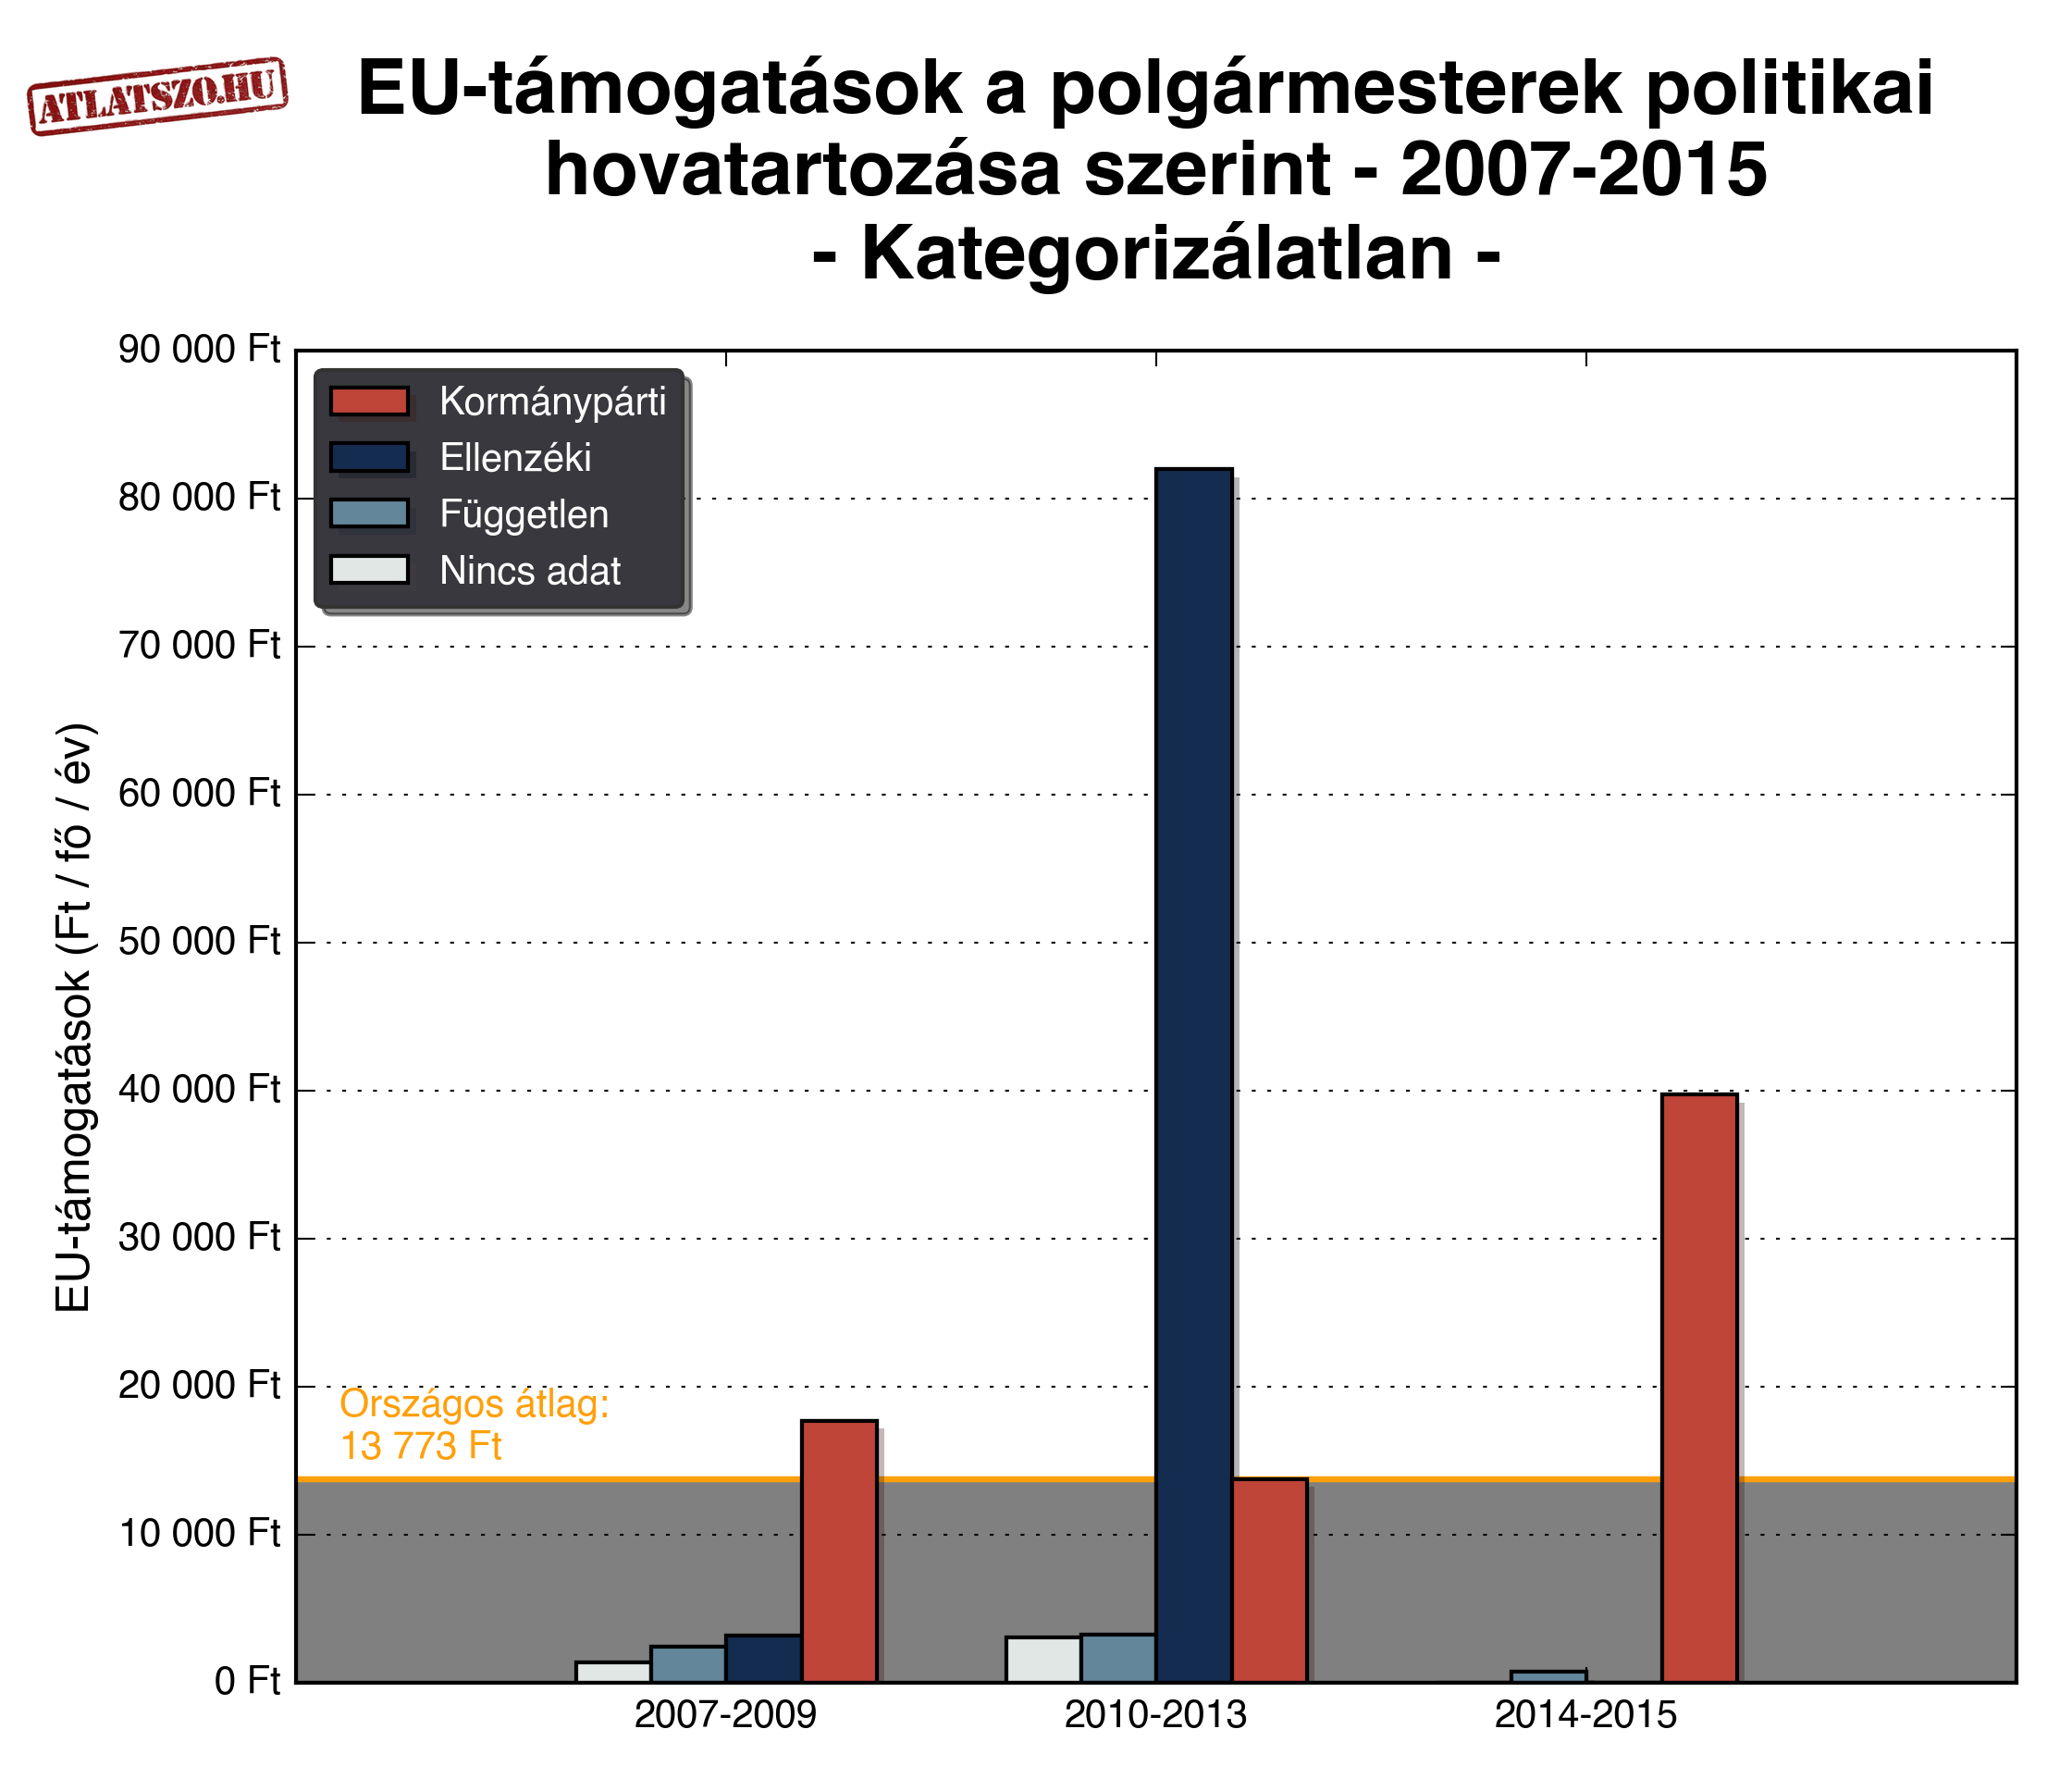 ATLATSZO.HU
EU-támogatások a polgármesterek politikai
hovatartozása szerint - 2007-2015
- Kategorizálatlan -
90 000 Ft
80 000 Ft
70 000 Ft
60 000 Ft
50 000 Ft
40 000 Ft
30 000 Ft
20 000 Ft
10 000 Ft
0 Ft
EU-támogatások (Ft / fő / év)
Kormánypárti
Ellenzéki
Független
Nincs adat
Országos átlag:
13 773 Ft
2007-2009
2010-2013
2014-2015